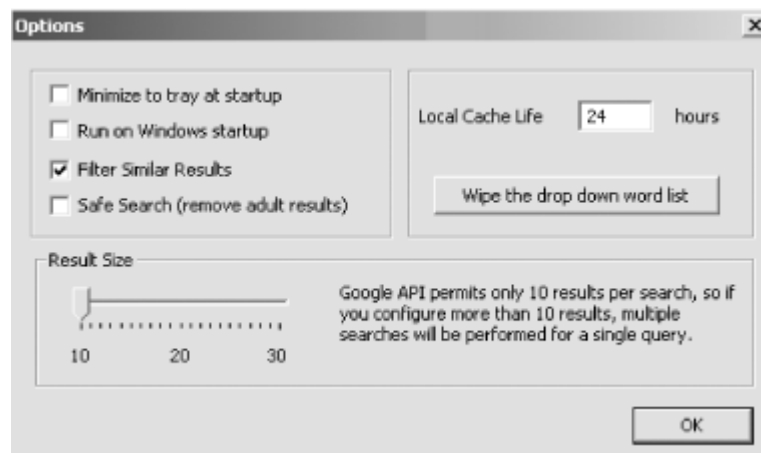 Options
Minimize to tray at startup
Run on Windows startup
Filter Similar Results
Safe Search (remove adult results)
Local Cache Life 24 hours
Wipe the drop down word list
Result Size
10 20 30
Google API permits only 10 results per search, so if
you configure more than 10 results, multiple
searches will be performed for a single query.
OK